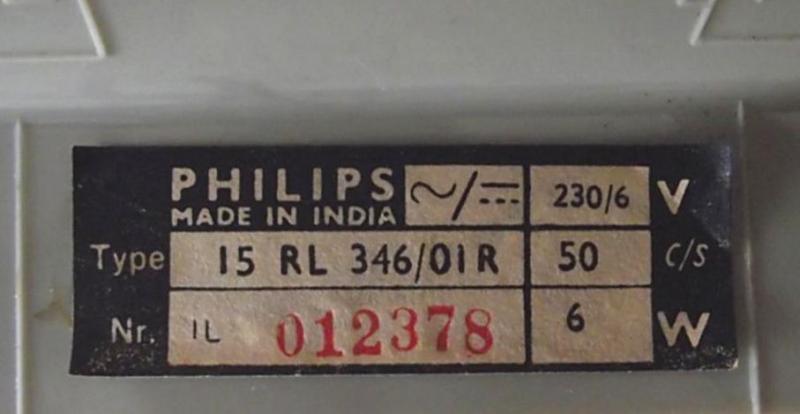 PHILIPS ~/⎓ 230/6 V
MADE IN INDIA
Type 15 RL 346/01R 50 C/S
Nr. IL 012378 6 W